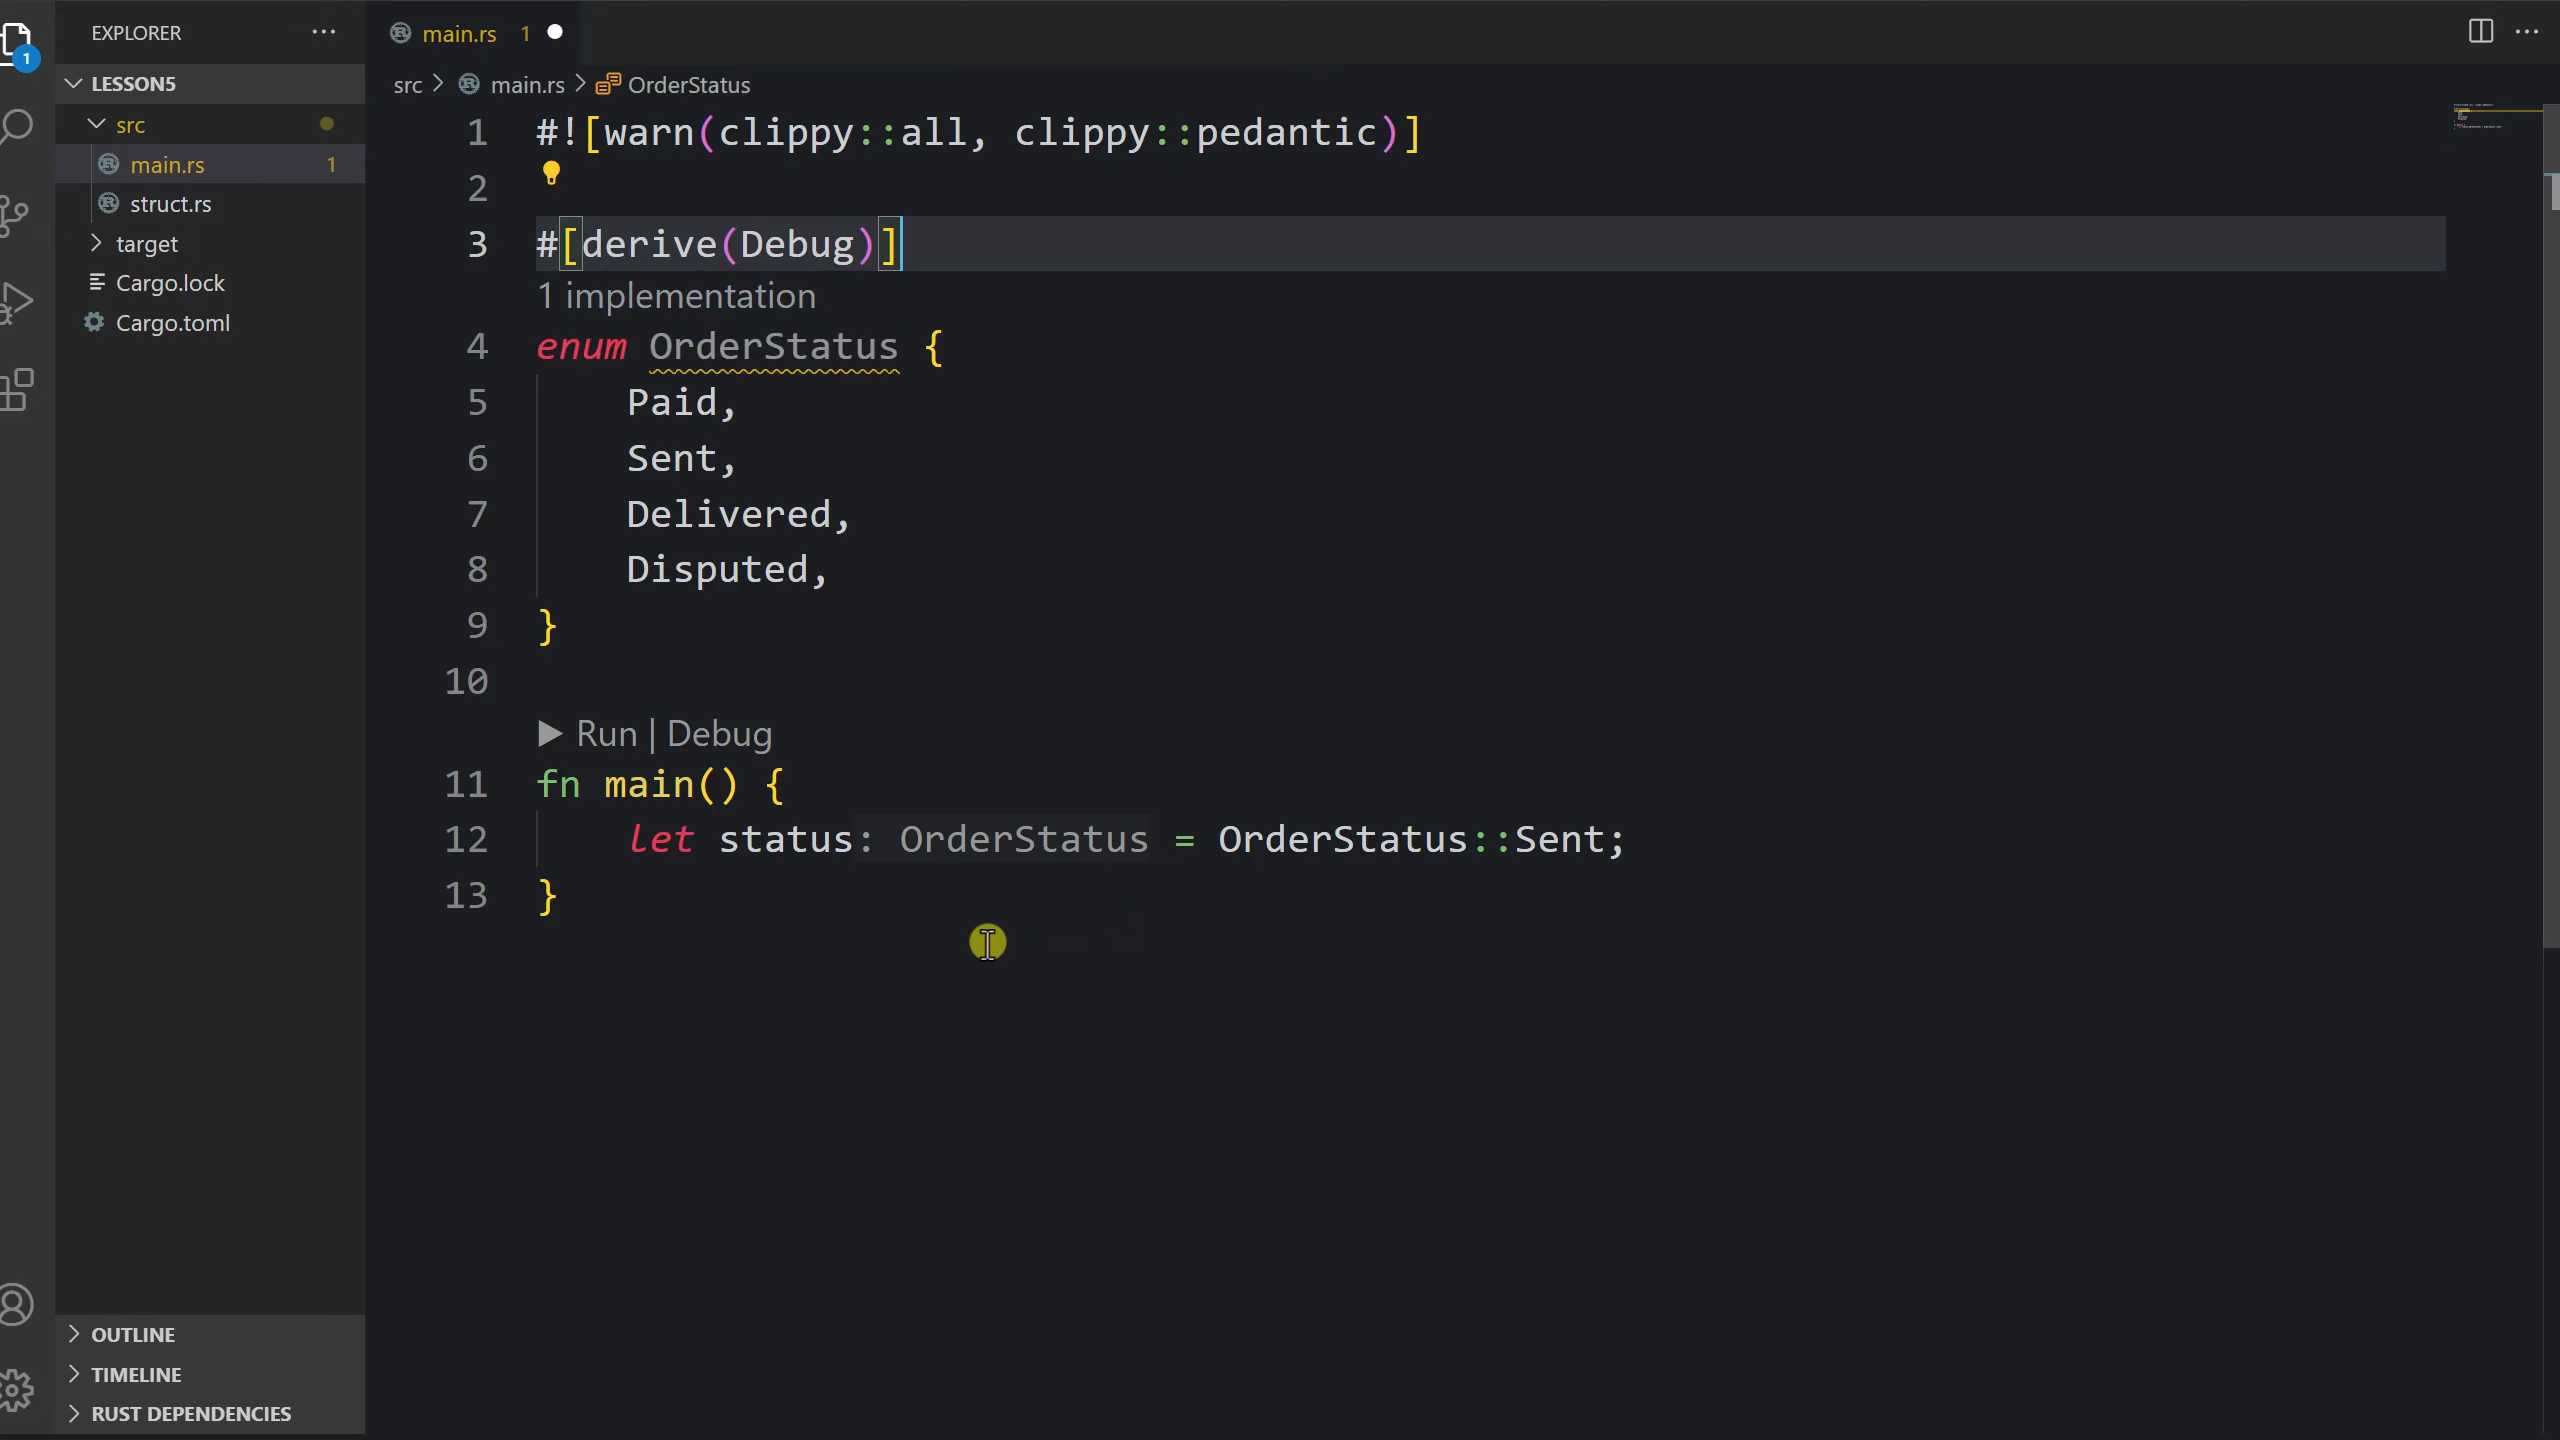 EXPLORER
main.rs 1
1
LESSON5
src > main.rs > OrderStatus
src
main.rs 1
struct.rs
target
Cargo.lock
Cargo.toml
1 #![warn(clippy::all, clippy::pedantic)]
2
3 #[derive(Debug)]
1 implementation
4 enum OrderStatus {
5 Paid,
6 Sent,
7 Delivered,
8 Disputed,
9 }
10
Run | Debug
11 fn main() {
12 let status: OrderStatus = OrderStatus::Sent;
13 }
OUTLINE
TIMELINE
RUST DEPENDENCIES